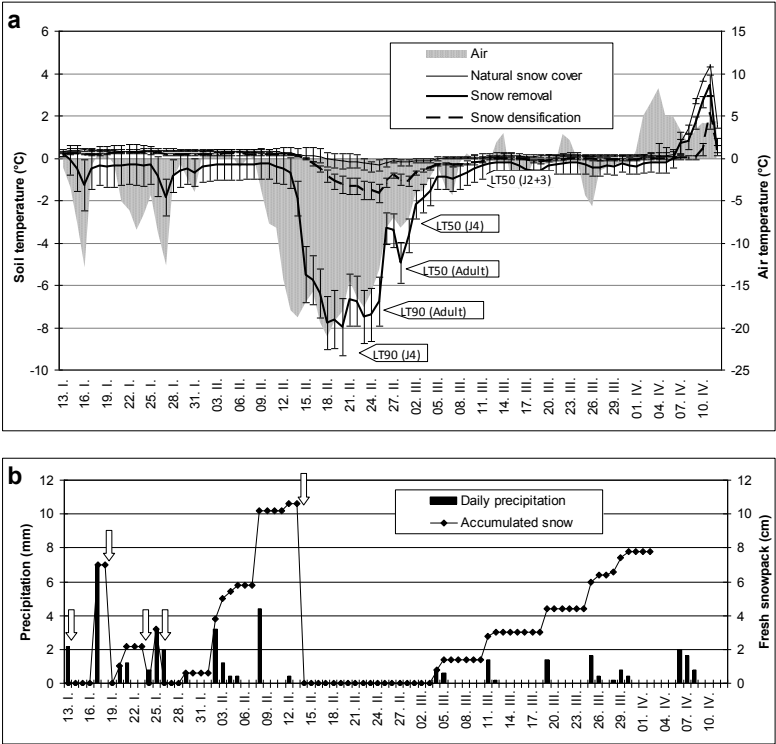 a
Air
Natural snow cover
Snow removal
Snow densification
Soil temperature (°C)
6
4
2
0
-2
-4
-6
-8
-10
Air temperature (°C)
15
10
5
0
-5
-10
-15
-20
-25
LT50 (J2+3)
LT50 (J4)
LT50 (Adult)
LT90 (Adult)
LT90 (J4)
13. I.
16. I.
19. I.
22. I.
25. I.
28. I.
31. I.
03. II.
06. II.
09. II.
12. II.
15. II.
18. II.
21. II.
24. II.
27. II.
02. III.
05. III.
08. III.
11. III.
14. III.
17. III.
20. III.
23. III.
26. III.
29. III.
01. IV.
04. IV.
07. IV.
10. IV.
b
Daily precipitation
Accumulated snow
Precipitation (mm)
12
10
8
6
4
2
0
Fresh snowpack (cm)
12
10
8
6
4
2
0
13. I.
16. I.
19. I.
22. I.
25. I.
28. I.
31. I.
03. II.
06. II.
09. II.
12. II.
15. II.
18. II.
21. II.
24. II.
27. II.
02. III.
05. III.
08. III.
11. III.
14. III.
17. III.
20. III.
23. III.
26. III.
29. III.
01. IV.
04. IV.
07. IV.
10. IV.